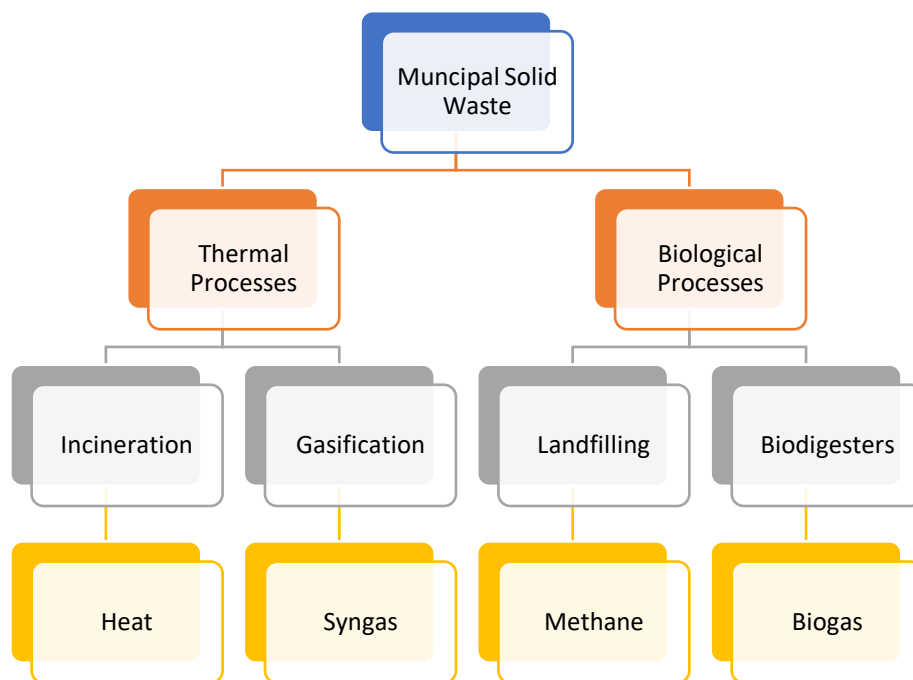 Muncipal Solid
Waste
Thermal
Processes
Biological
Processes
Incineration
Gasification
Landfilling
Biodigesters
Heat
Syngas
Methane
Biogas